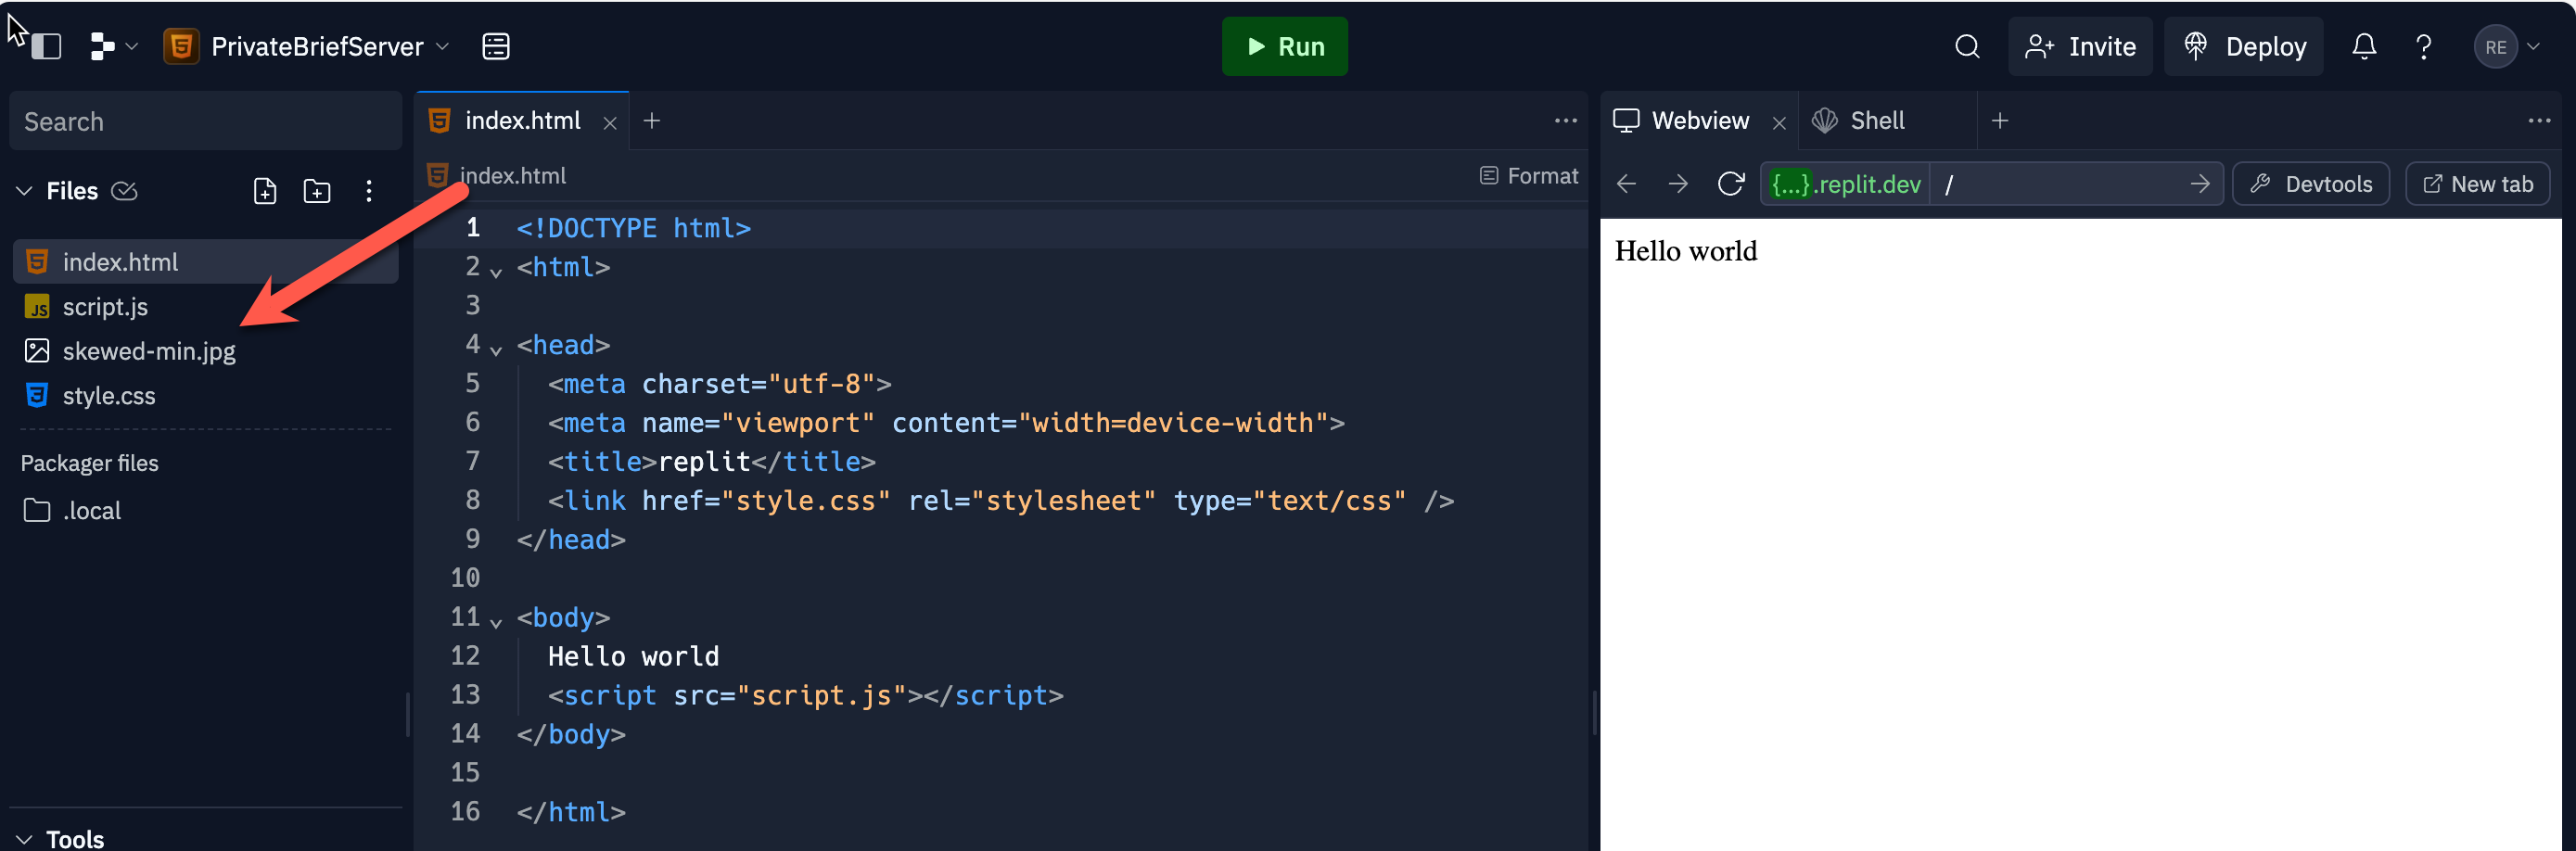 PrivateBriefServer
Run
Invite
Deploy
RE
Search
Files
index.html
JS script.js
skewed-min.jpg
style.css
Packager files
.local
Tools
index.html
index.html
Format
1 <!DOCTYPE html>
2 <html>
3
4 <head>
5 <meta charset="utf-8">
6 <meta name="viewport" content="width=device-width">
7 <title>replit</title>
8 <link href="style.css" rel="stylesheet" type="text/css" />
9 </head>
10
11 <body>
12 Hello world
13 <script src="script.js"></script>
14 </body>
15
16 </html>
Webview
Shell
{...}.replit.dev /
Devtools
New tab
Hello world